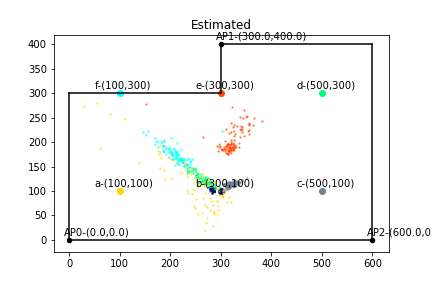 Estimated
AP1-(300.0,400.0)
400
350
f-(100,300) e-(300,300) d-(500,300)
300
250
200
150
a-(100,100) b-(300,100) c-(500,100)
100
50
AP0-(0.0,0.0) AP2-(600.0,0
0
0 100 200 300 400 500 600